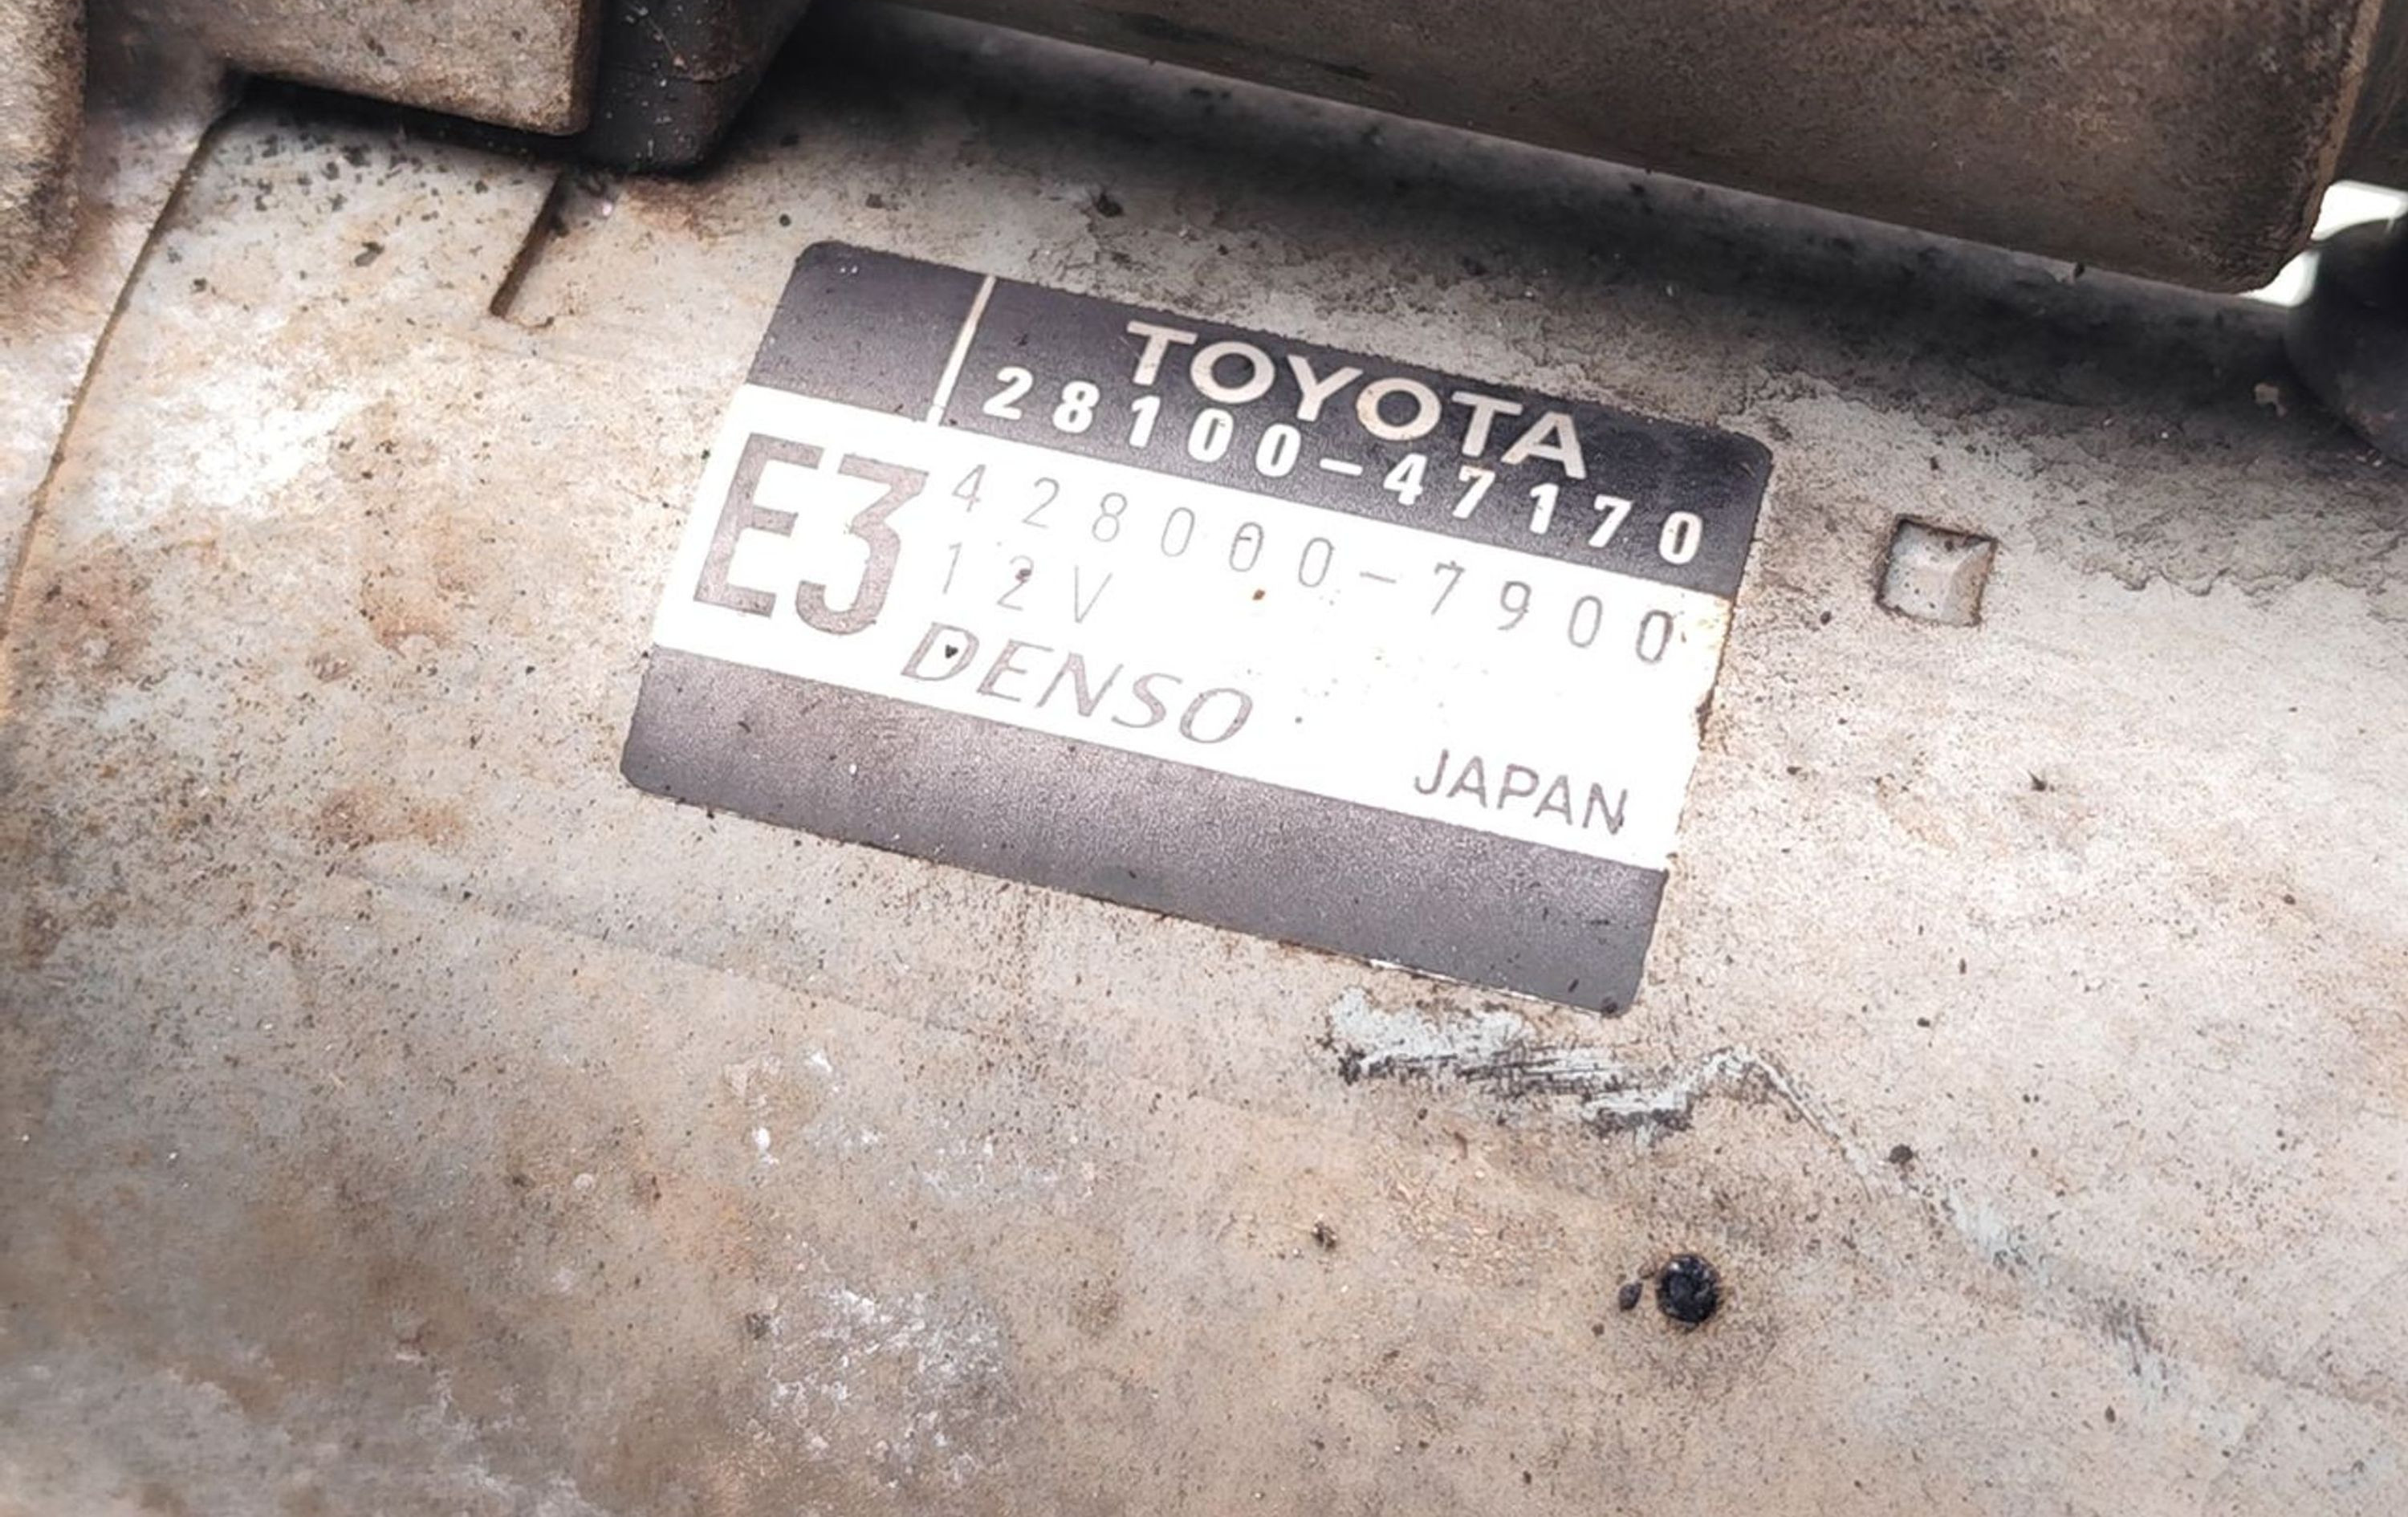 TOYOTA
28100-47170
E3
428000-7900
12V
DENSO
JAPAN